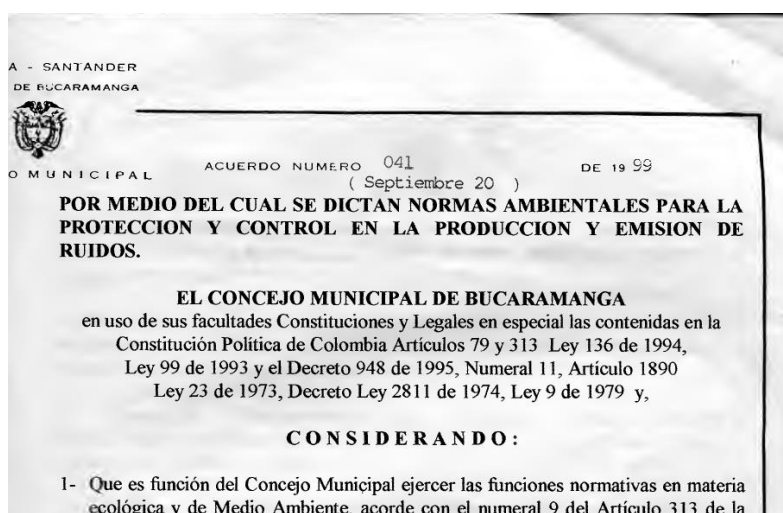 A - SANTANDER
DE BUCARAMANGA
O MUNICIPAL
ACUERDO NUMERO 041 DE 19 99
( Septiembre 20 )
POR MEDIO DEL CUAL SE DICTAN NORMAS AMBIENTALES PARA LA
PROTECCION Y CONTROL EN LA PRODUCCION Y EMISION DE
RUIDOS.
EL CONCEJO MUNICIPAL DE BUCARAMANGA
en uso de sus facultades Constituciones y Legales en especial las contenidas en la
Constitución Política de Colombia Artículos 79 y 313 Ley 136 de 1994,
Ley 99 de 1993 y el Decreto 948 de 1995, Numeral 11, Artículo 1890
Ley 23 de 1973, Decreto Ley 2811 de 1974, Ley 9 de 1979 y,
CONSIDERANDO:
1- Que es función del Concejo Municipal ejercer las funciones normativas en materia
ecológica y de Medio Ambiente, acorde con el numeral 9 del Artículo 313 de la